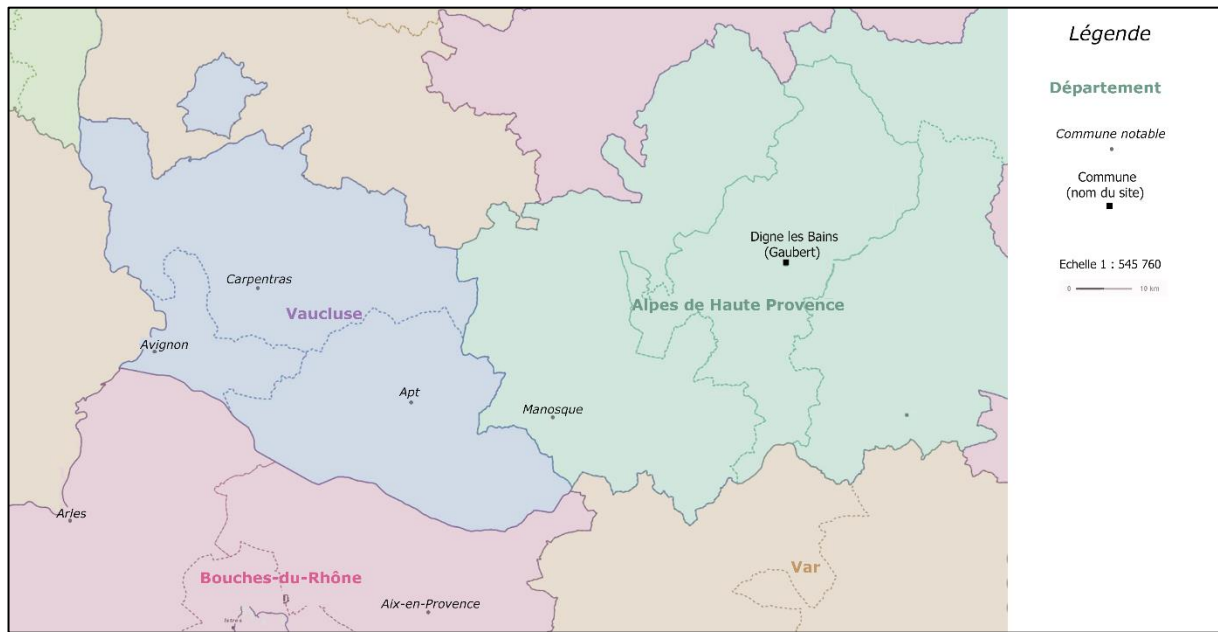 Légende
Département
Commune notable
Commune
(nom du site)
Echelle 1 : 545 760
0 10 km
Digne les Bains
(Gaubert)
Carpentras
Vaucluse
Alpes de Haute Provence
Avignon
Apt
Manosque
Arles
Bouches-du-Rhône
Var
Aix-en-Provence